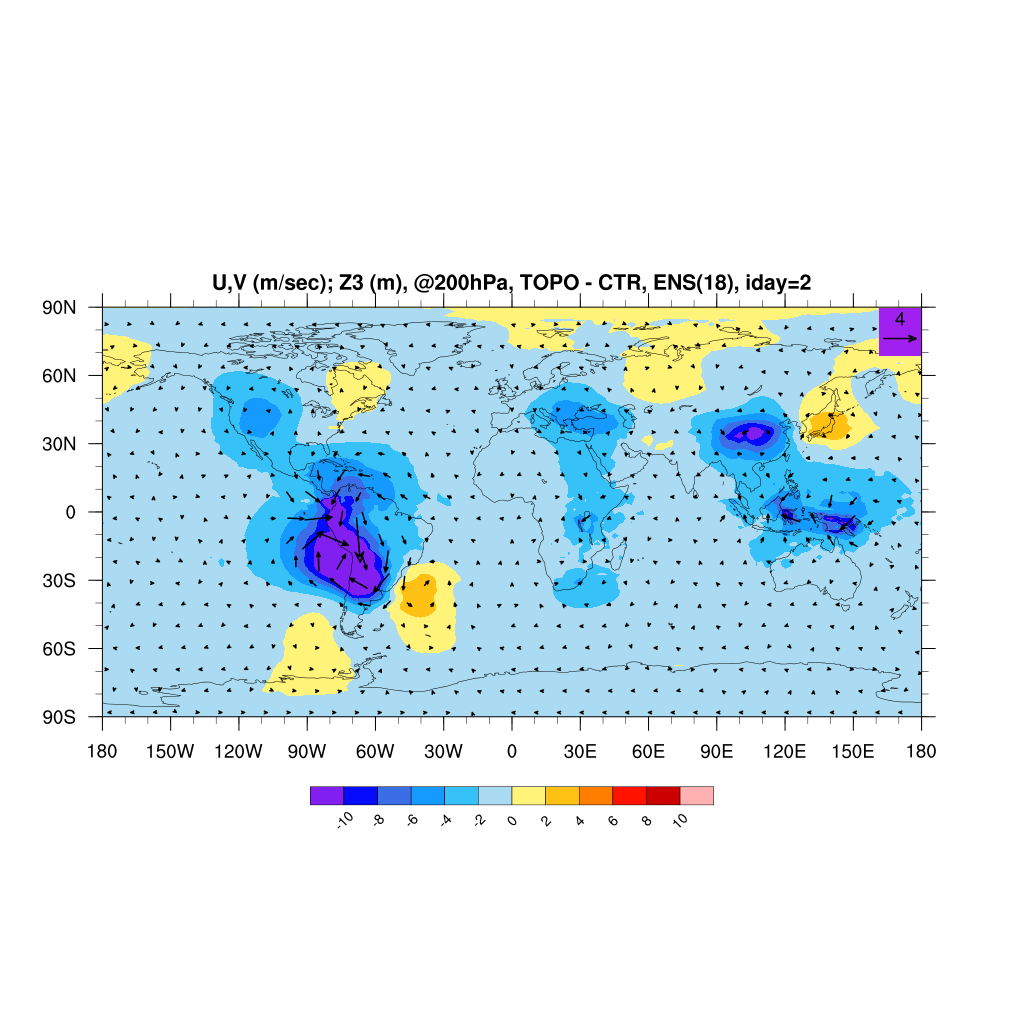 U,V (m/sec); Z3 (m), @200hPa, TOPO - CTR, ENS(18), iday=2
4
90N
60N
30N
0
30S
60S
90S
180 150W 120W 90W 60W 30W 0 30E 60E 90E 120E 150E 180
-10 -8 -6 -4 -2 0 2 4 6 8 10